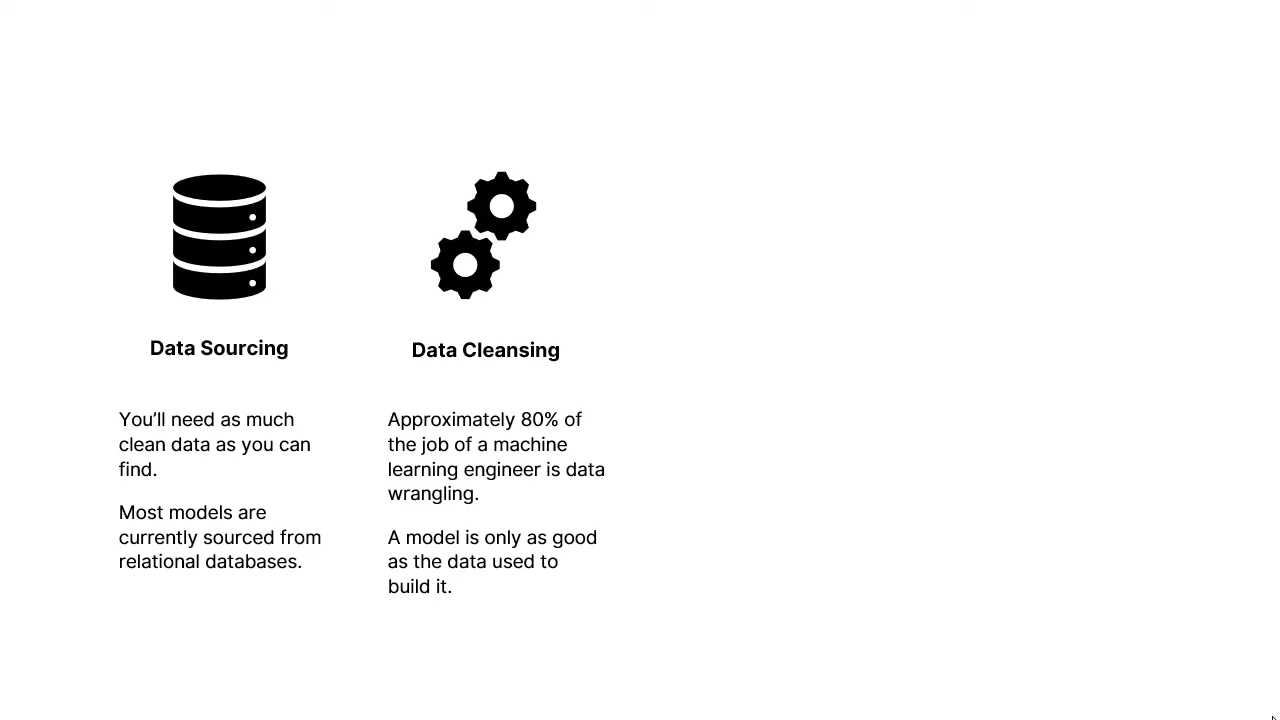 Data Sourcing
You’ll need as much
clean data as you can
find.
Most models are
currently sourced from
relational databases.
Data Cleansing
Approximately 80% of
the job of a machine
learning engineer is data
wrangling.
A model is only as good
as the data used to
build it.